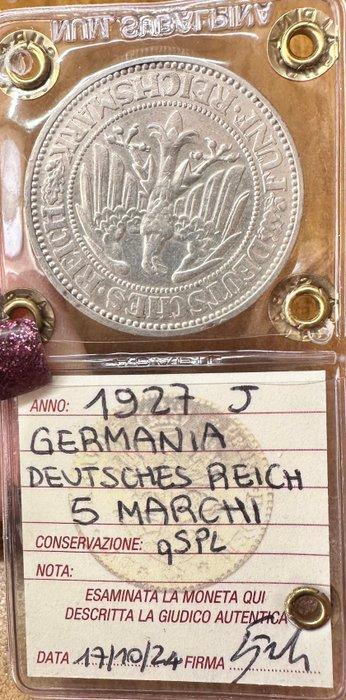 NUM. SUBALPINA
DEUTSCHES REICH
FÜNF REICHSMARK
ANNO: 1927 J
GERMANIA
DEUTSCHES REICH
5 MARCHI
CONSERVAZIONE: qSPL
NOTA:
ESAMINATA LA MONETA QUI
DESCRITTA LA GIUDICO AUTENTICA
DATA 17/10/24 FIRMA